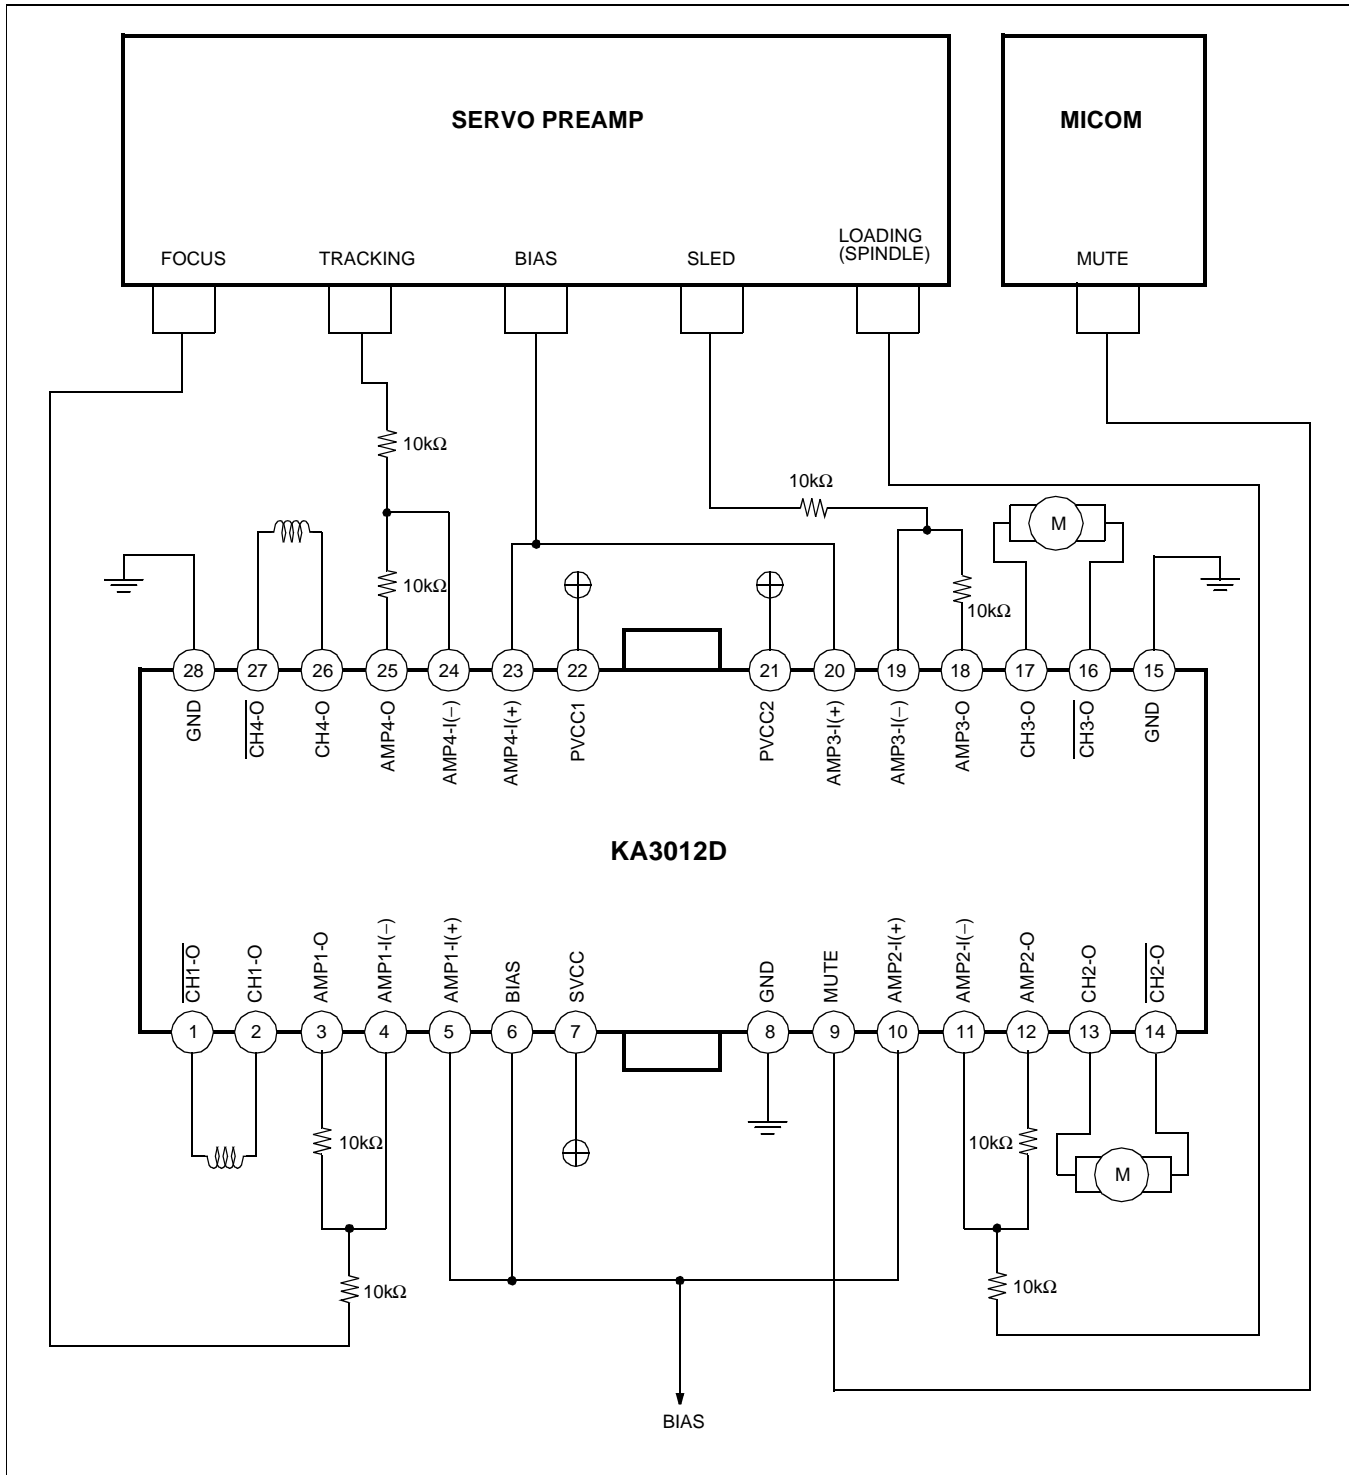 SERVO PREAMP
MICOM
FOCUS
TRACKING
BIAS
SLED
LOADING
(SPINDLE)
MUTE
10kΩ
10kΩ
M
10kΩ
10kΩ
28
27
26
25
24
23
22
21
20
19
18
17
16
15
GND
CH4-O
CH4-O
AMP4-O
AMP4-I(−)
AMP4-I(+)
PVCC1
PVCC2
AMP3-I(+)
AMP3-I(−)
AMP3-O
CH3-O
CH3-O
GND
KA3012D
CH1-O
CH1-O
AMP1-O
AMP1-I(−)
AMP1-I(+)
BIAS
SVCC
GND
MUTE
AMP2-I(+)
AMP2-I(−)
AMP2-O
CH2-O
CH2-O
1
2
3
4
5
6
7
8
9
10
11
12
13
14
10kΩ
10kΩ
M
10kΩ
10kΩ
BIAS